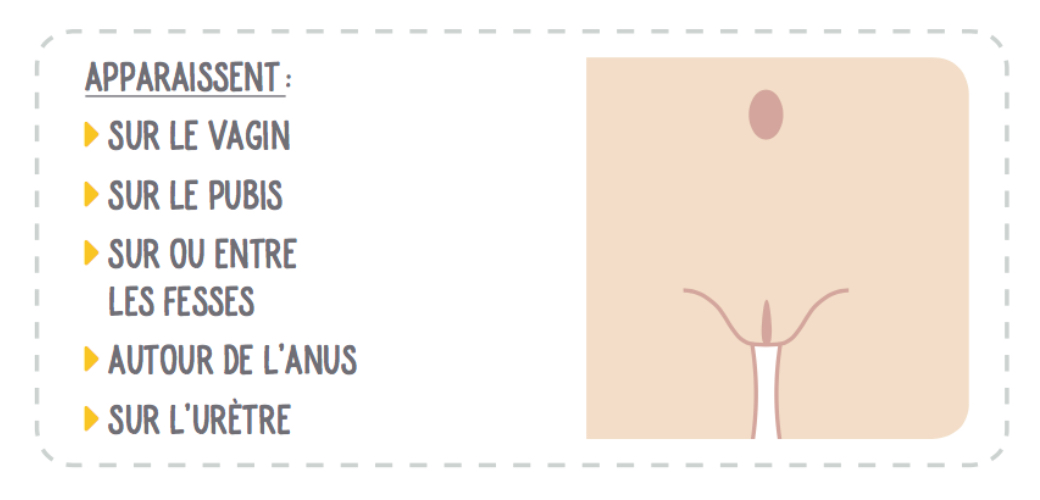 APPARAISSENT :
SUR LE VAGIN
SUR LE PUBIS
SUR OU ENTRE
LES FESSES
AUTOUR DE L'ANUS
SUR L'URÈTRE